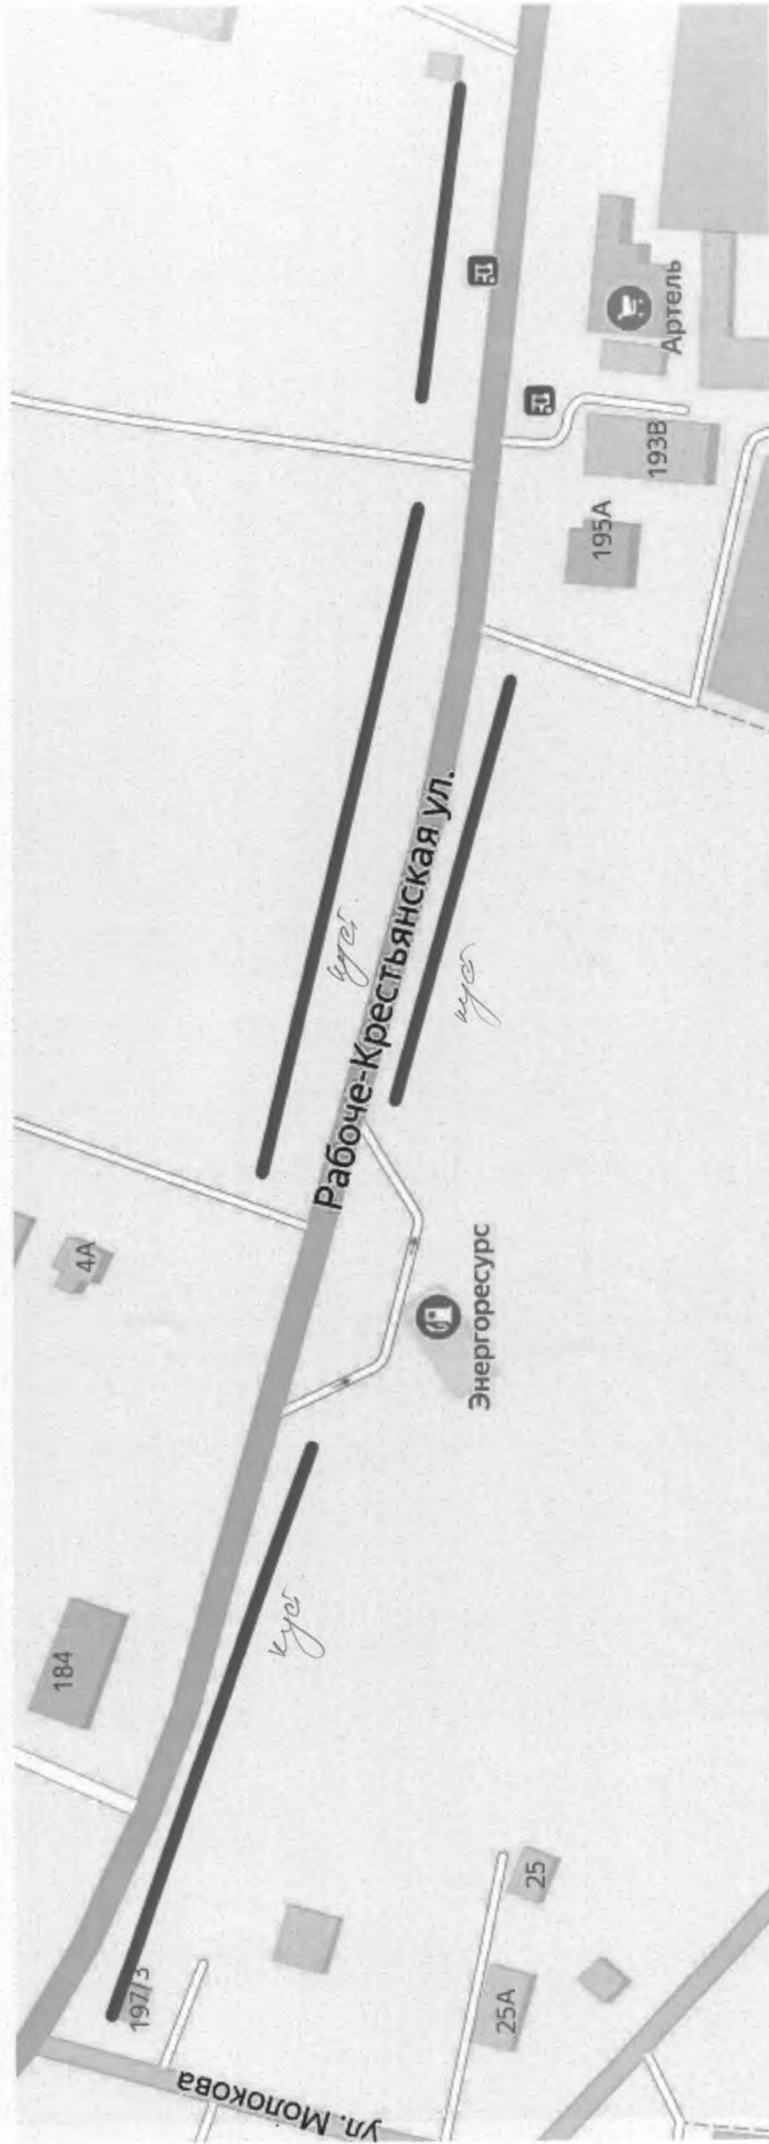 Артель
193В
195А
Рабоче-Крестьянская ул.
куст.
куст
4А
Энергоресурс
куст.
184
25
197/3
25А
ул. Молокова